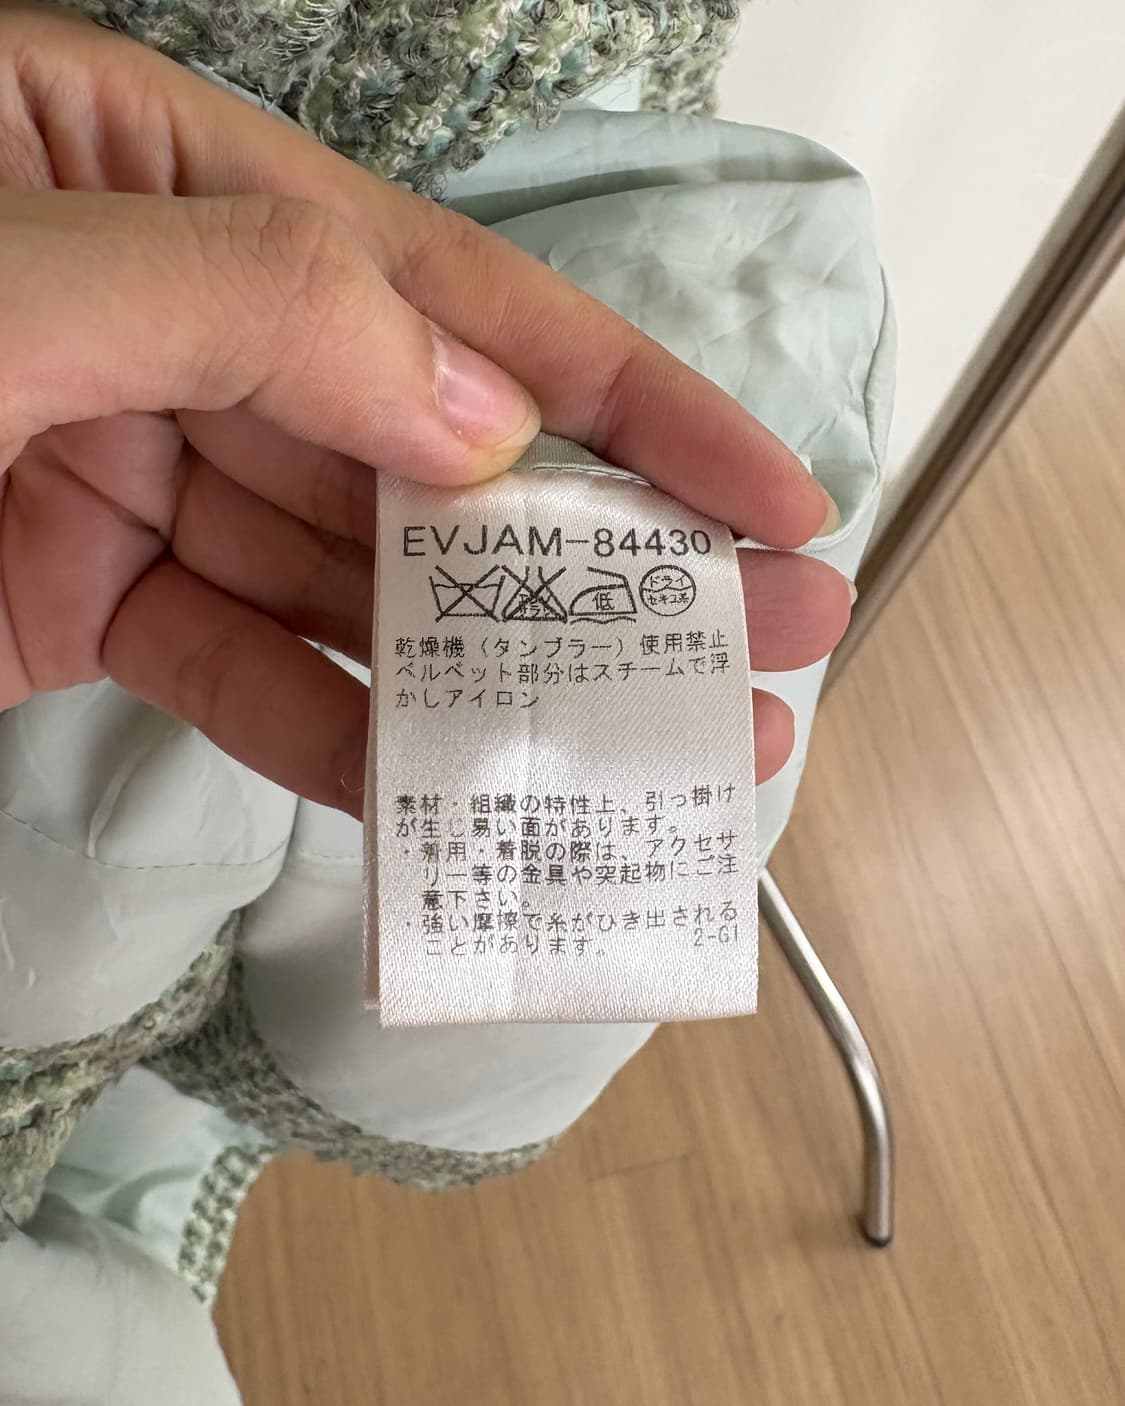 EVJAM-84430
エンソ
サラシ
低
ドライ
セキユ系
乾燥機（タンブラー）使用禁止
ベルベット部分はスチームで浮
かしアイロン
素材・組織の特性上、引っ掛け
が生じ易い面があります。
・着用・着脱の際は、アクセサ
リー等の金具や突起物にご注
意下さい。
・強い摩擦で糸がひき出される
ことがあります。
2-G1